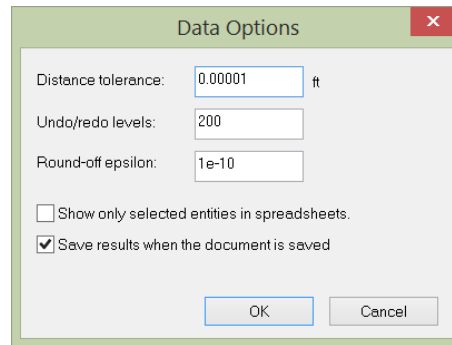 Data Options
Distance tolerance: 0.00001 ft
Undo/redo levels: 200
Round-off epsilon: 1e-10
Show only selected entities in spreadsheets.
Save results when the document is saved
OK Cancel